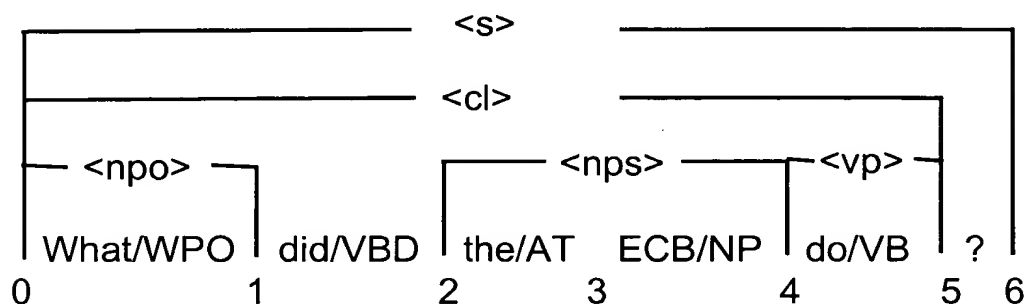 <s>
<cl>
<npo> <nps> <vp>
What/WPO did/VBD the/AT ECB/NP do/VB ?
0 1 2 3 4 5 6